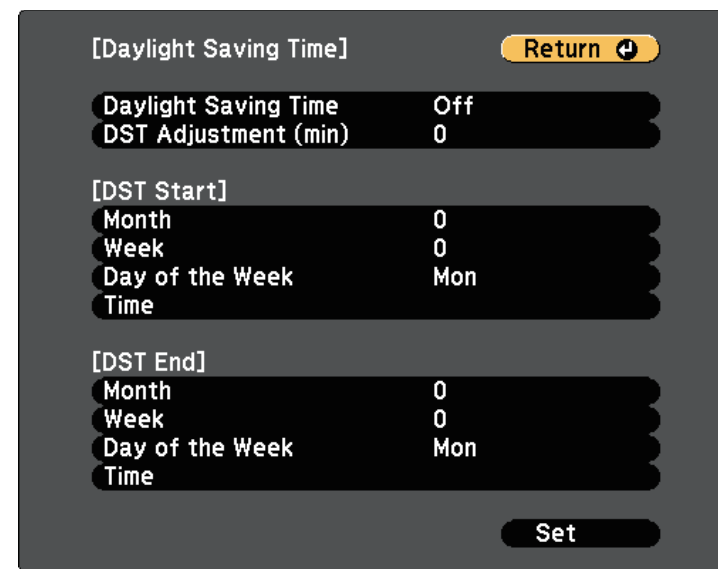 [Daylight Saving Time] Return
Daylight Saving Time Off
DST Adjustment (min) 0
[DST Start]
Month 0
Week 0
Day of the Week Mon
Time
[DST End]
Month 0
Week 0
Day of the Week Mon
Time
Set